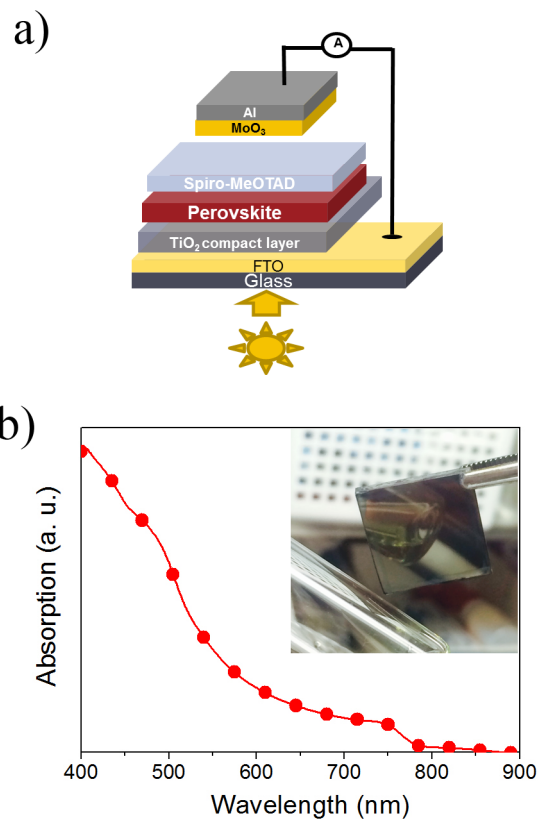 a)
A
Al
MoO₃
Spiro-MeOTAD
Perovskite
TiO₂ compact layer
FTO
Glass
b)
Absorption (a. u.)
400 500 600 700 800 900
Wavelength (nm)